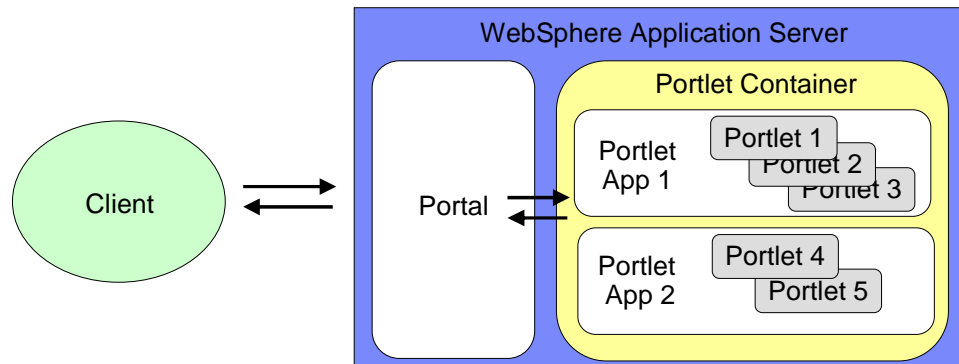 WebSphere Application Server
Portlet Container
Client
Portal
Portlet
App 1
Portlet 1
Portlet 2
Portlet 3
Portlet
App 2
Portlet 4
Portlet 5